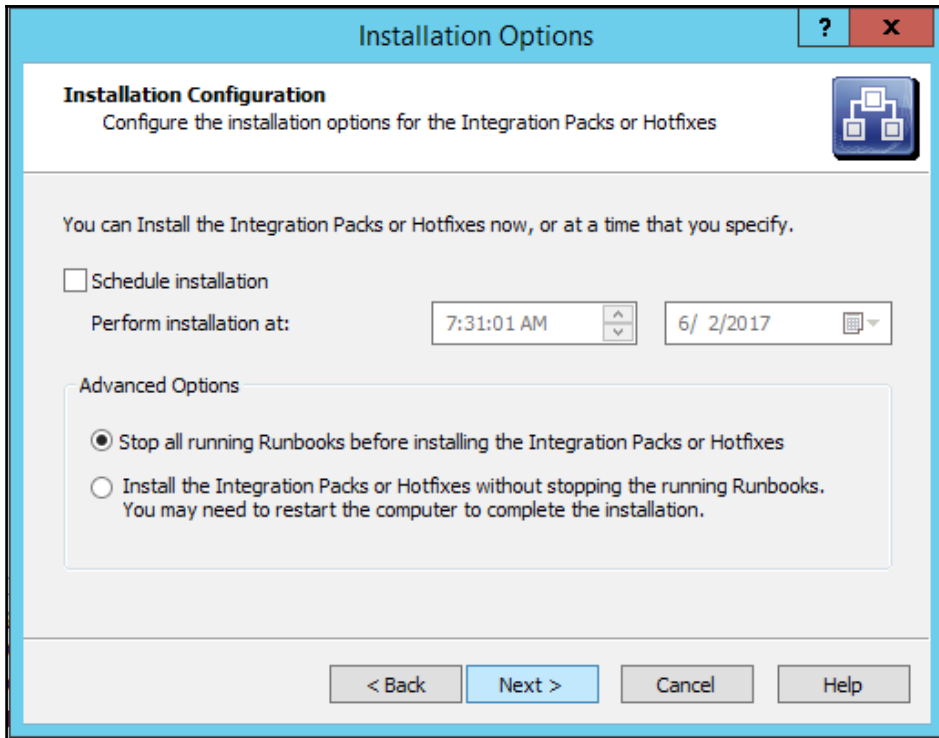 Installation Options
?
x
Installation Configuration
Configure the installation options for the Integration Packs or Hotfixes
You can Install the Integration Packs or Hotfixes now, or at a time that you specify.
Schedule installation
Perform installation at: 7:31:01 AM 6/ 2/2017
Advanced Options
Stop all running Runbooks before installing the Integration Packs or Hotfixes
Install the Integration Packs or Hotfixes without stopping the running Runbooks.
You may need to restart the computer to complete the installation.
< Back Next > Cancel Help